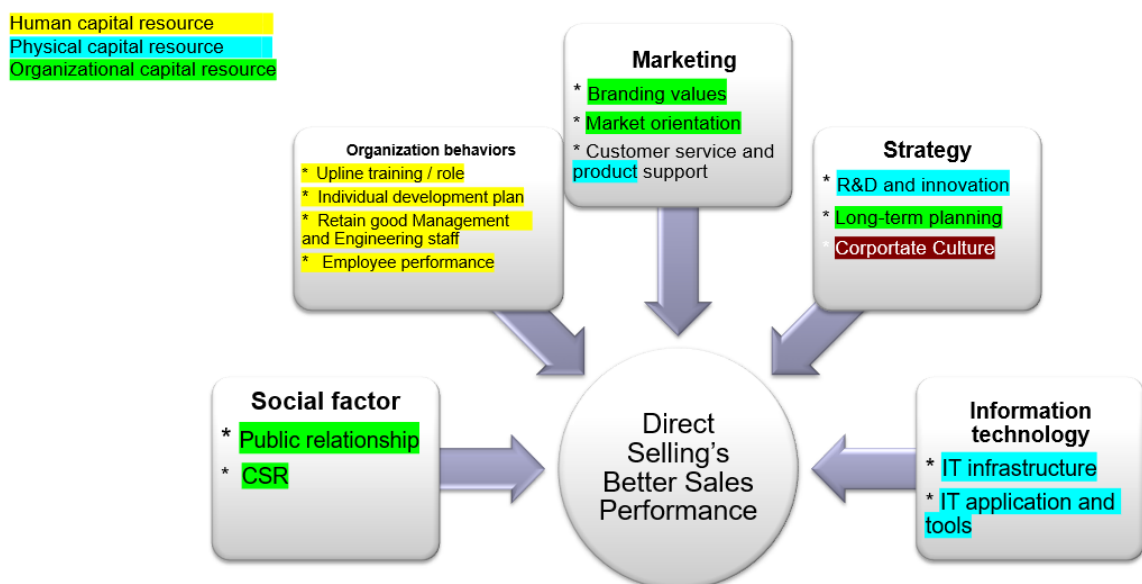 Human capital resource
Physical capital resource
Organizational capital resource
Organization behaviors
* Upline training / role
* Individual development plan
* Retain good Management
and Engineering staff
* Employee performance
Marketing
* Branding values
* Market orientation
* Customer service and
product support
Strategy
* R&D and innovation
* Long-term planning
* Corportate Culture
Social factor
* Public relationship
* CSR
Direct
Selling’s
Better Sales
Performance
Information
technology
* IT infrastructure
* IT application and
tools